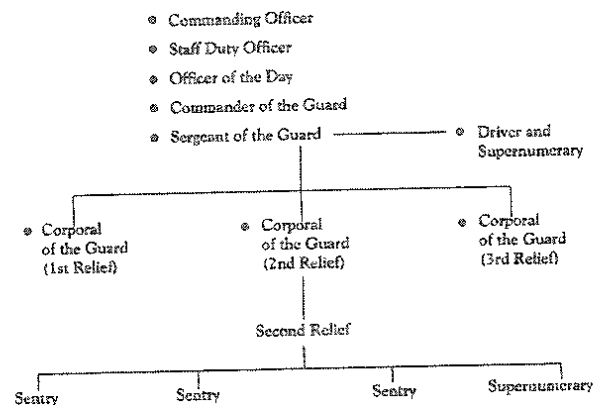 Commanding Officer
Staff Duty Officer
Officer of the Day
Commander of the Guard
Sergeant of the Guard
Driver and
Supernumerary
Corporal
of the Guard
(1st Relief)
Corporal
of the Guard
(2nd Relief)
Corporal
of the Guard
(3rd Relief)
Second Relief
Sentry
Sentry
Sentry
Supernumerary